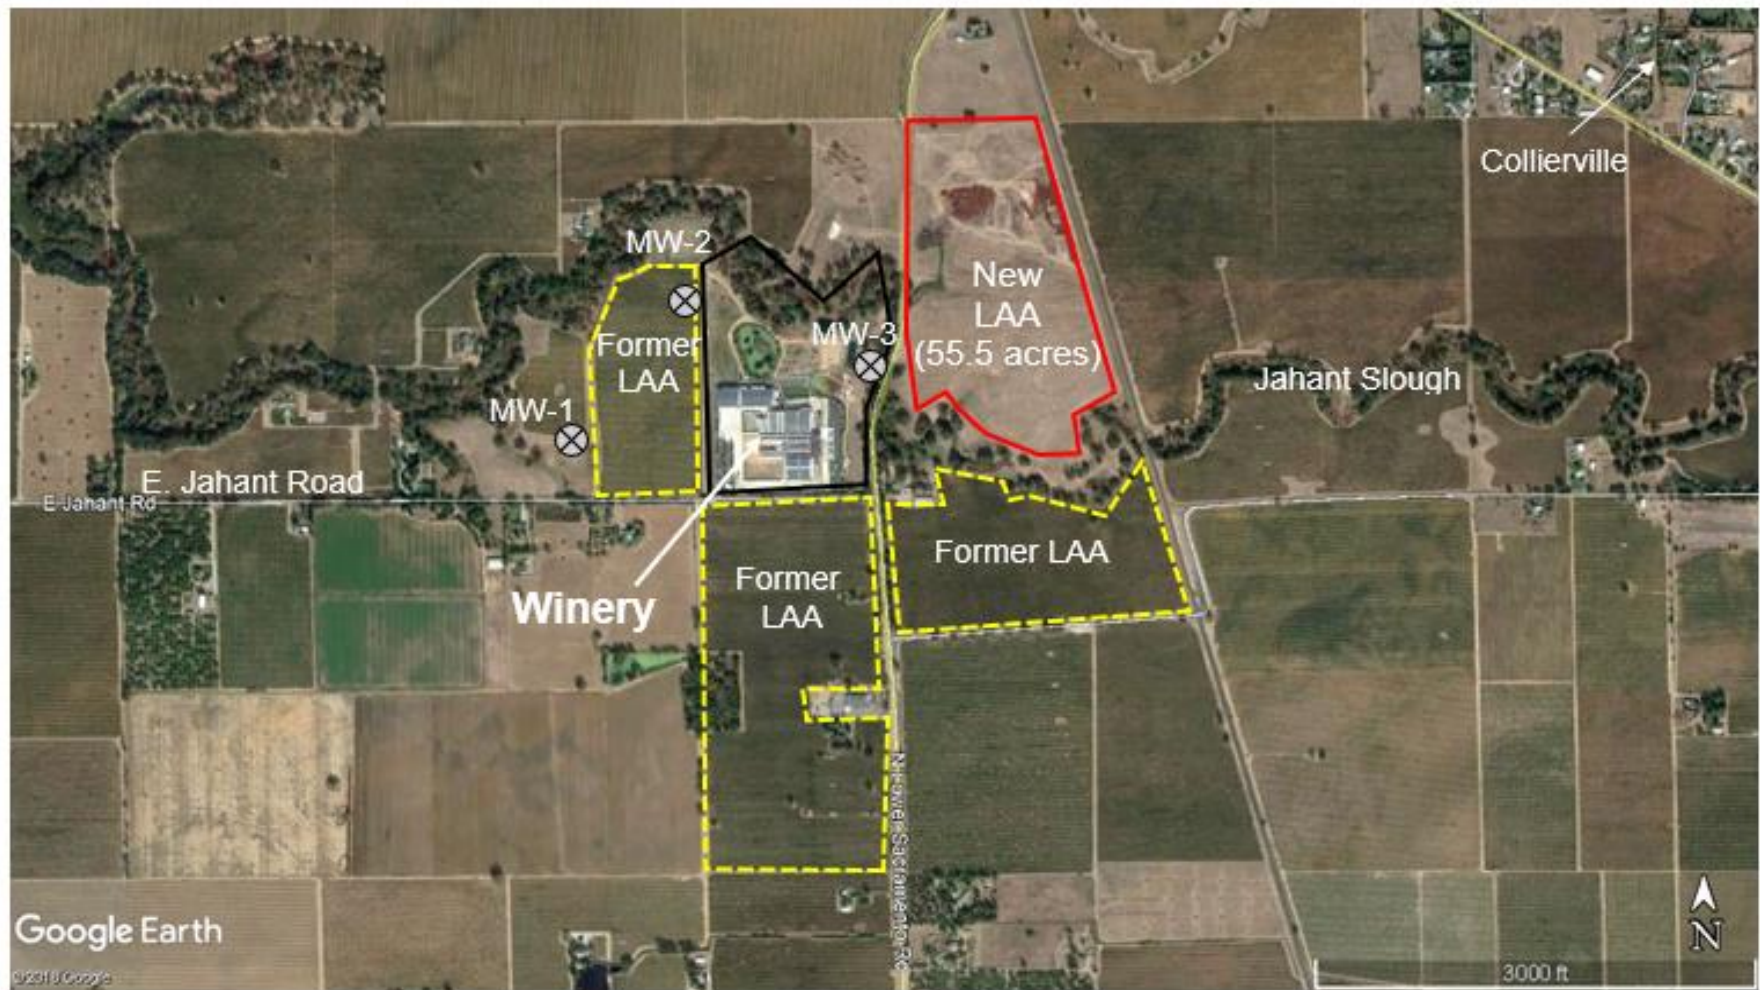 Collierville
MW-2
New
LAA
(55.5 acres)
MW-3
Former
LAA
Jahant Slough
MW-1
E. Jahant Road
E Jahant Rd
Former LAA
Former
LAA
Winery
N Lower Sacramento Rd
Google Earth
N
©2018 Google
3000 ft